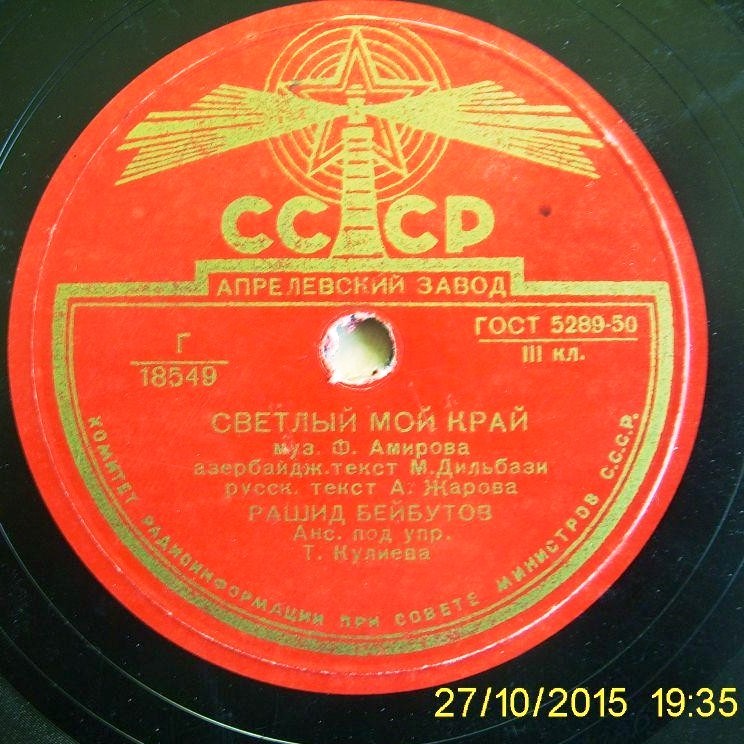 СССР
АПРЕЛЕВСКИЙ ЗАВОД
Г
18549
ГОСТ 5289-50
III кл.
СВЕТЛЫЙ МОЙ КРАЙ
муз. Ф. Амирова
азербайдж. текст М. Дильбази
русск. текст А. Жарова
РАШИД БЕЙБУТОВ
Анс. под упр.
Т. Кулиева
КОМИТЕТ РАДИОИНФОРМАЦИИ ПРИ СОВЕТЕ МИНИСТРОВ С.С.С.Р.
27/10/2015 19:35